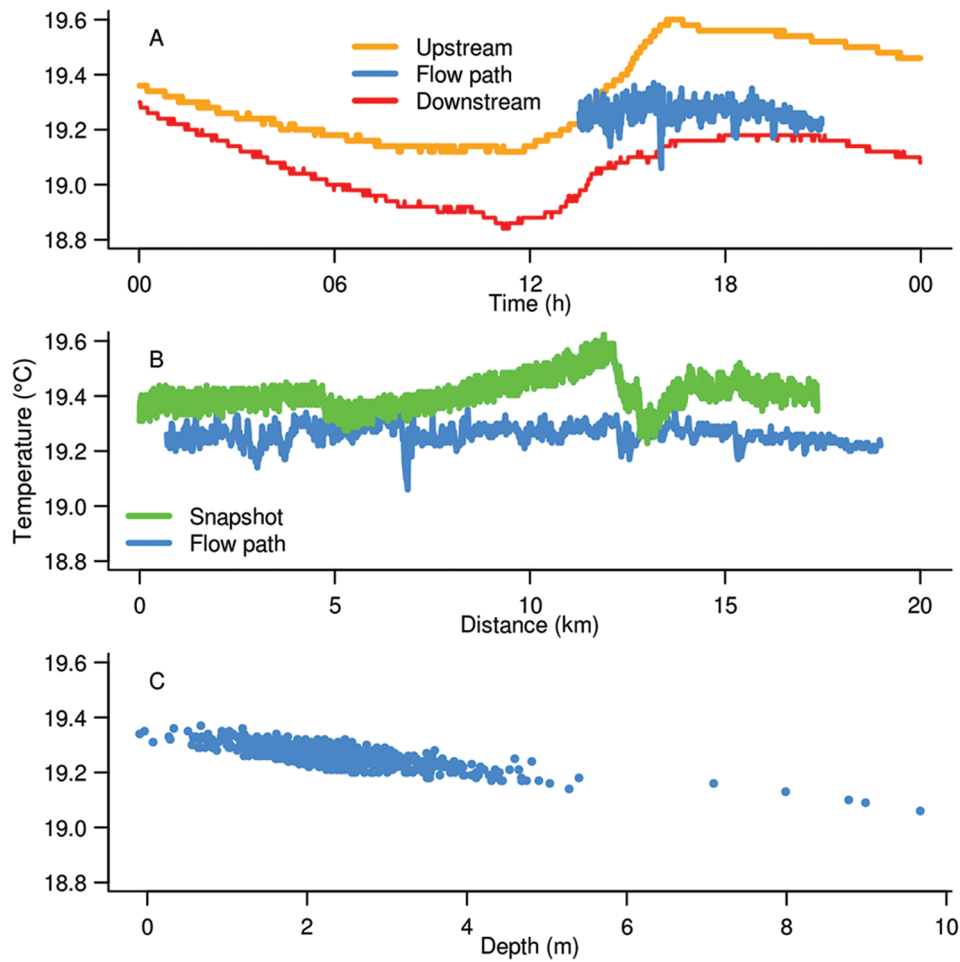 A
19.6
19.4
19.2
19.0
18.8
Upstream
Flow path
Downstream
00 06 12 18 00
Time (h)
Temperature (°C)
B
19.6
19.4
19.2
19.0
18.8
Snapshot
Flow path
0 5 10 15 20
Distance (km)
C
19.6
19.4
19.2
19.0
18.8
0 2 4 6 8 10
Depth (m)